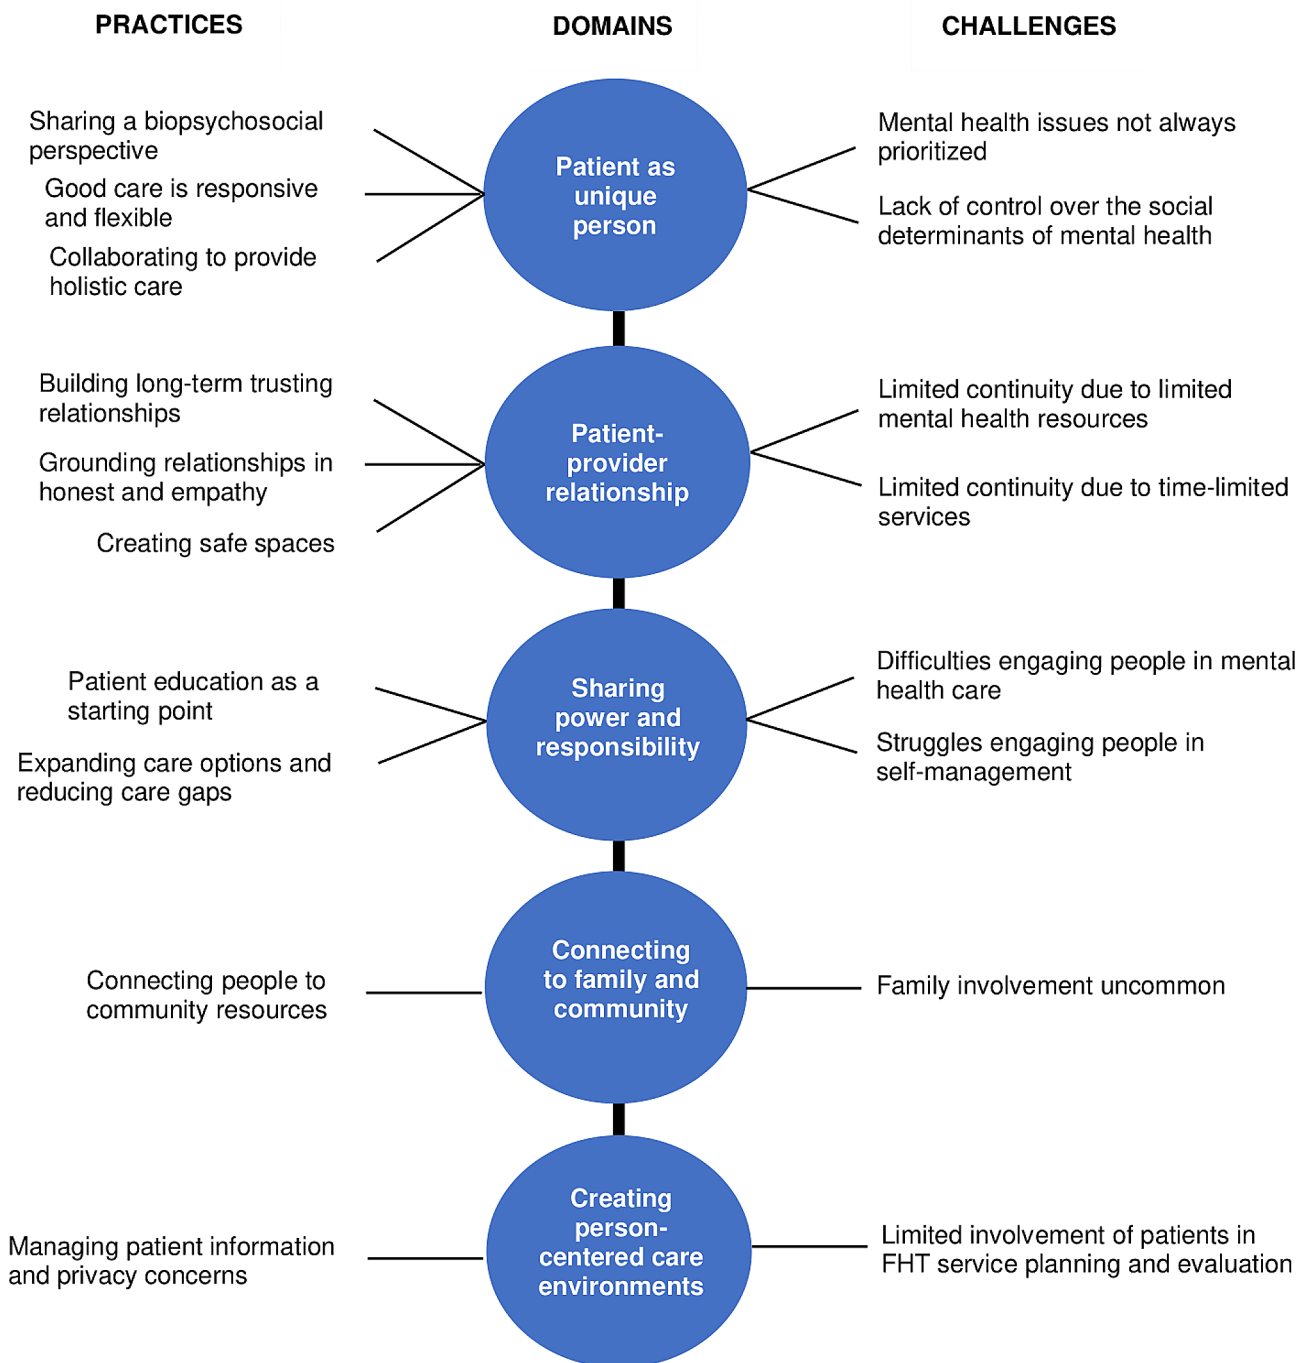 PRACTICES
DOMAINS
CHALLENGES
Sharing a biopsychosocial
perspective
Good care is responsive
and flexible
Collaborating to provide
holistic care
Patient as
unique
person
Mental health issues not always
prioritized
Lack of control over the social
determinants of mental health
Building long-term trusting
relationships
Grounding relationships in
honest and empathy
Creating safe spaces
Patient-
provider
relationship
Limited continuity due to limited
mental health resources
Limited continuity due to time-limited
services
Patient education as a
starting point
Expanding care options and
reducing care gaps
Sharing
power and
responsibility
Difficulties engaging people in mental
health care
Struggles engaging people in
self-management
Connecting people to
community resources
Connecting
to family and
community
Family involvement uncommon
Managing patient information
and privacy concerns
Creating
person-
centered care
environments
Limited involvement of patients in
FHT service planning and evaluation